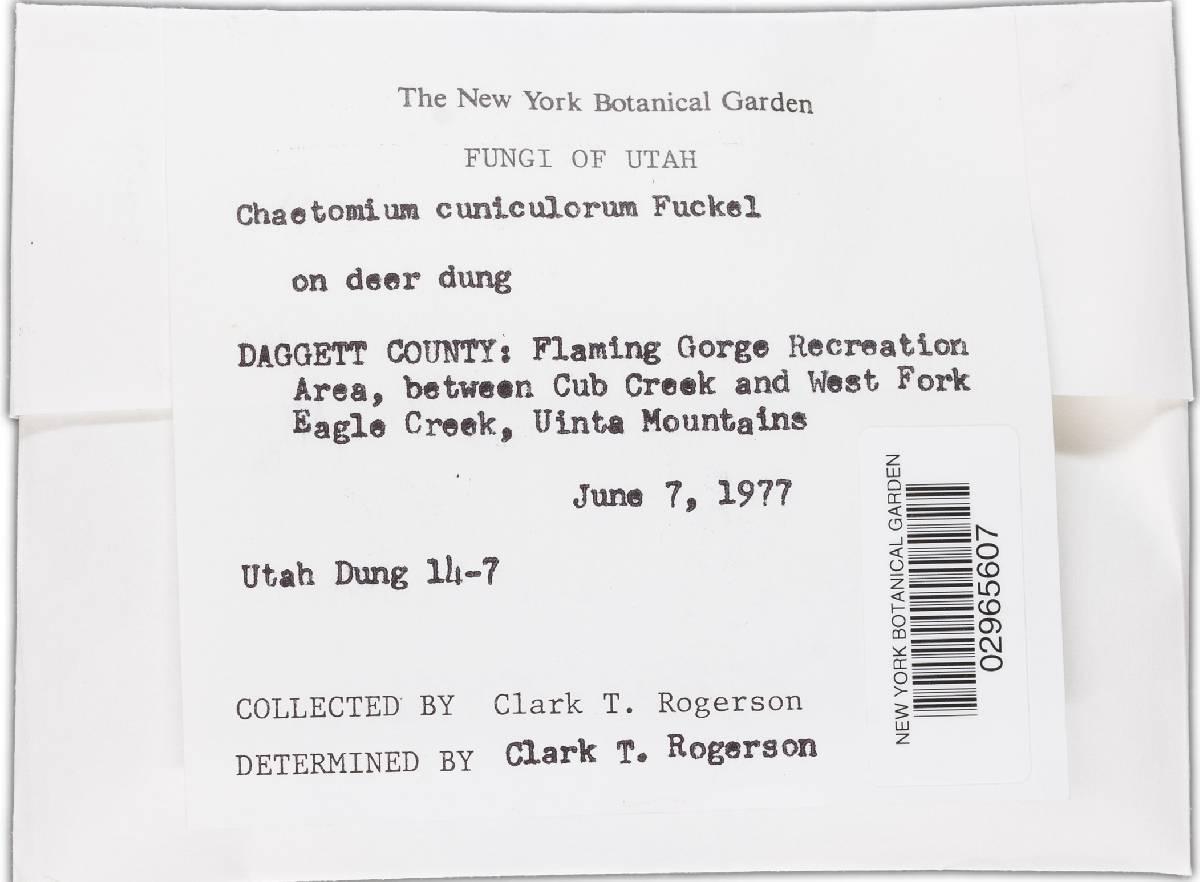 The New York Botanical Garden
FUNGI OF UTAH
Chaetomium cuniculorum Fuckel
on deer dung
DAGGETT COUNTY: Flaming Gorge Recreation
Area, between Cub Creek and West Fork
Eagle Creek, Uinta Mountains
June 7, 1977
Utah Dung 14-7
COLLECTED BY Clark T. Rogerson
DETERMINED BY Clark T. Rogerson
NEW YORK BOTANICAL GARDEN
02965607